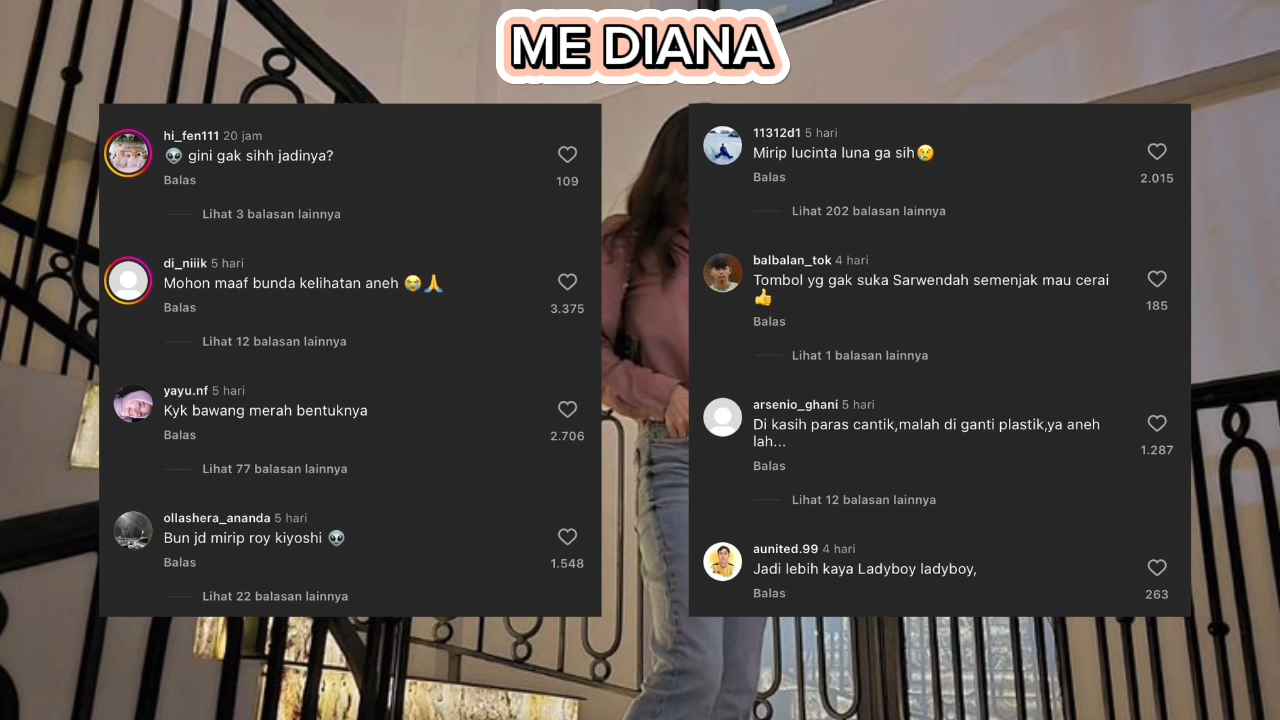 ME DIANA
hi_fen111 20 jam
👽 gini gak sihh jadinya?
109
Balas
Lihat 3 balasan lainnya
di_niiik 5 hari
Mohon maaf bunda kelihatan aneh 😭🙏
3.375
Balas
Lihat 12 balasan lainnya
yayu.nf 5 hari
Kyk bawang merah bentuknya
2.706
Balas
Lihat 77 balasan lainnya
ollashera_ananda 5 hari
Bun jd mirip roy kiyoshi 👽
1.548
Balas
Lihat 22 balasan lainnya
11312d1 5 hari
Mirip lucinta luna ga sih😢
2.015
Balas
Lihat 202 balasan lainnya
balbalan_tok 4 hari
Tombol yg gak suka Sarwendah semenjak mau cerai
👍
185
Balas
Lihat 1 balasan lainnya
arsenio_ghani 5 hari
Di kasih paras cantik,malah di ganti plastik,ya aneh
lah...
1.287
Balas
Lihat 12 balasan lainnya
aunited.99 4 hari
Jadi lebih kaya Ladyboy ladyboy,
263
Balas